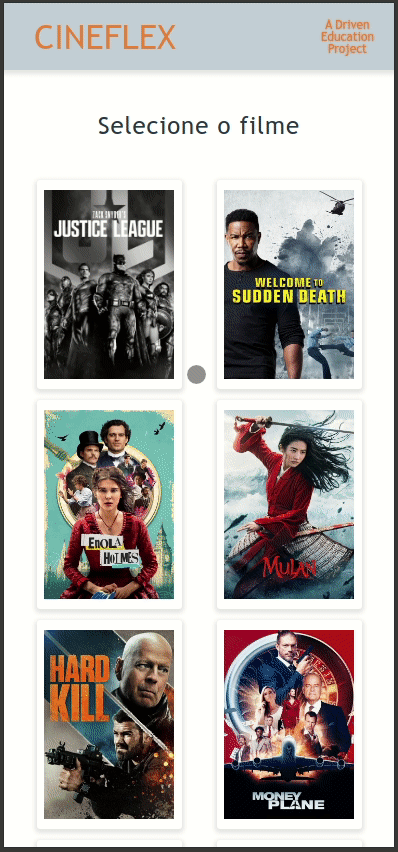 CINEFLEX
A Driven
Education
Project
Selecione o filme
ZACK SNYDER'S
JUSTICE LEAGUE
WELCOME TO
SUDDEN DEATH
ENOLA
HOLMES
MULAN
HARD
KILL
MONEY
PLANE